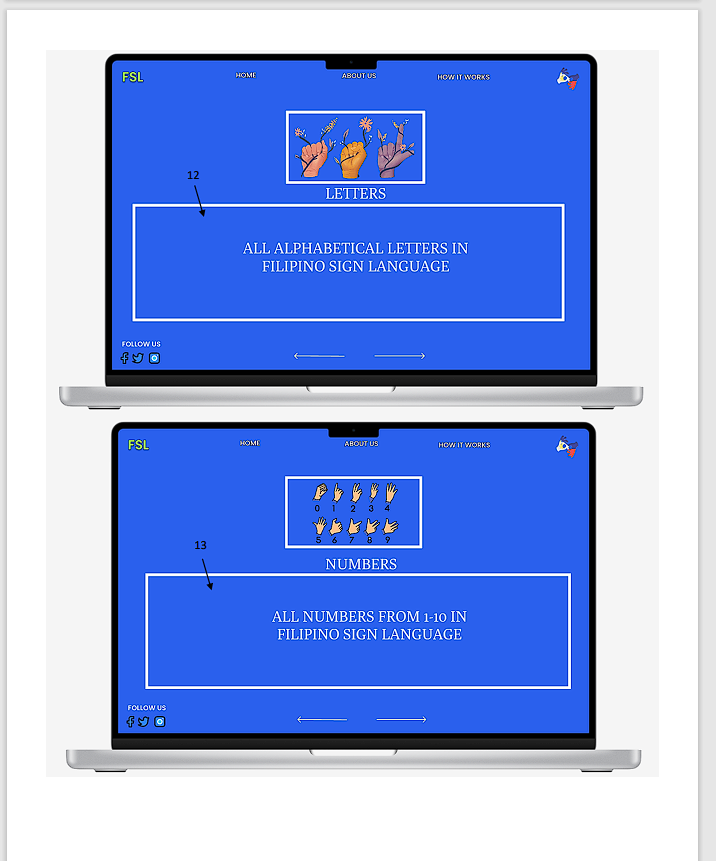 FSL
HOME
ABOUT US
HOW IT WORKS
12
LETTERS
ALL ALPHABETICAL LETTERS IN
FILIPINO SIGN LANGUAGE
FOLLOW US
FSL
HOME
ABOUT US
HOW IT WORKS
0 1 2 3 4
5 6 7 8 9
13
NUMBERS
ALL NUMBERS FROM 1-10 IN
FILIPINO SIGN LANGUAGE
FOLLOW US